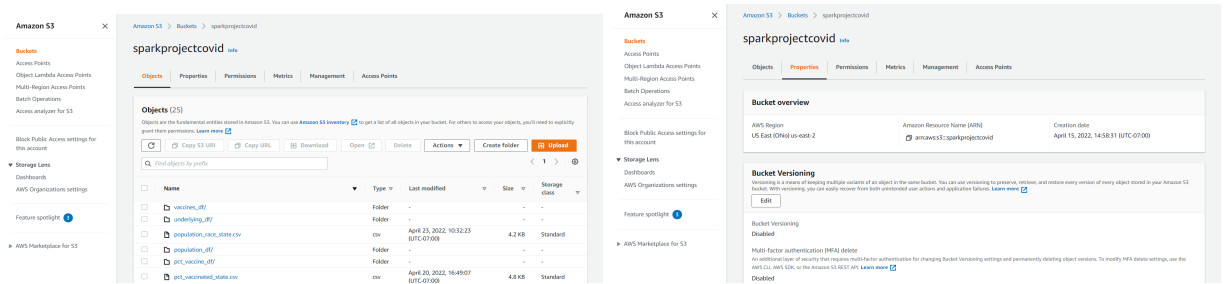 Amazon S3
Buckets
Access Points
Object Lambda Access Points
Multi-Region Access Points
Batch Operations
Access analyzer for S3
Block Public Access settings for
this account
Storage Lens
Dashboards
AWS Organizations settings
Feature spotlight 3
AWS Marketplace for S3
Amazon S3 > Buckets > sparkprojectcovid
sparkprojectcovid Info
Objects Properties Permissions Metrics Management Access Points
Objects (25)
Objects are the fundamental entities stored in Amazon S3. You can use Amazon S3 inventory to get a list of all objects in your bucket. For others to access your objects, you'll need to explicitly
grant them permissions. Learn more
Copy S3 URI Copy URL Download Open Delete Actions Create folder Upload
Find objects by prefix
< 1 >
Name Type Last modified Size Storage
class
vaccines_df/ Folder - - -
underlying_df/ Folder - - -
population_race_state.csv csv April 23, 2022, 10:32:23
(UTC-07:00) 4.2 KB Standard
population_df/ Folder - - -
pct_vaccine_df/ Folder - - -
pct_vaccinated_state.csv csv April 20, 2022, 16:49:07
(UTC-07:00) 4.8 KB Standard
Amazon S3
Buckets
Access Points
Object Lambda Access Points
Multi-Region Access Points
Batch Operations
Access analyzer for S3
Block Public Access settings for
this account
Storage Lens
Dashboards
AWS Organizations settings
Feature spotlight 3
AWS Marketplace for S3
Amazon S3 > Buckets > sparkprojectcovid
sparkprojectcovid Info
Objects Properties Permissions Metrics Management Access Points
Bucket overview
AWS Region
US East (Ohio) us-east-2
Amazon Resource Name (ARN)
arn:aws:s3:::sparkprojectcovid
Creation date
April 15, 2022, 14:58:31 (UTC-07:00)
Bucket Versioning
Versioning is a means of keeping multiple variants of an object in the same bucket. You can use versioning to preserve, retrieve, and restore every version of every object stored in your Amazon S3
bucket. With versioning, you can easily recover from both unintended user actions and application failures. Learn more
Edit
Bucket Versioning
Disabled
Multi-factor authentication (MFA) delete
An additional layer of security that requires multi-factor authentication for changing Bucket Versioning settings and permanently deleting object versions. To modify MFA delete settings, use the
AWS CLI, AWS SDK, or the Amazon S3 REST API. Learn more
Disabled